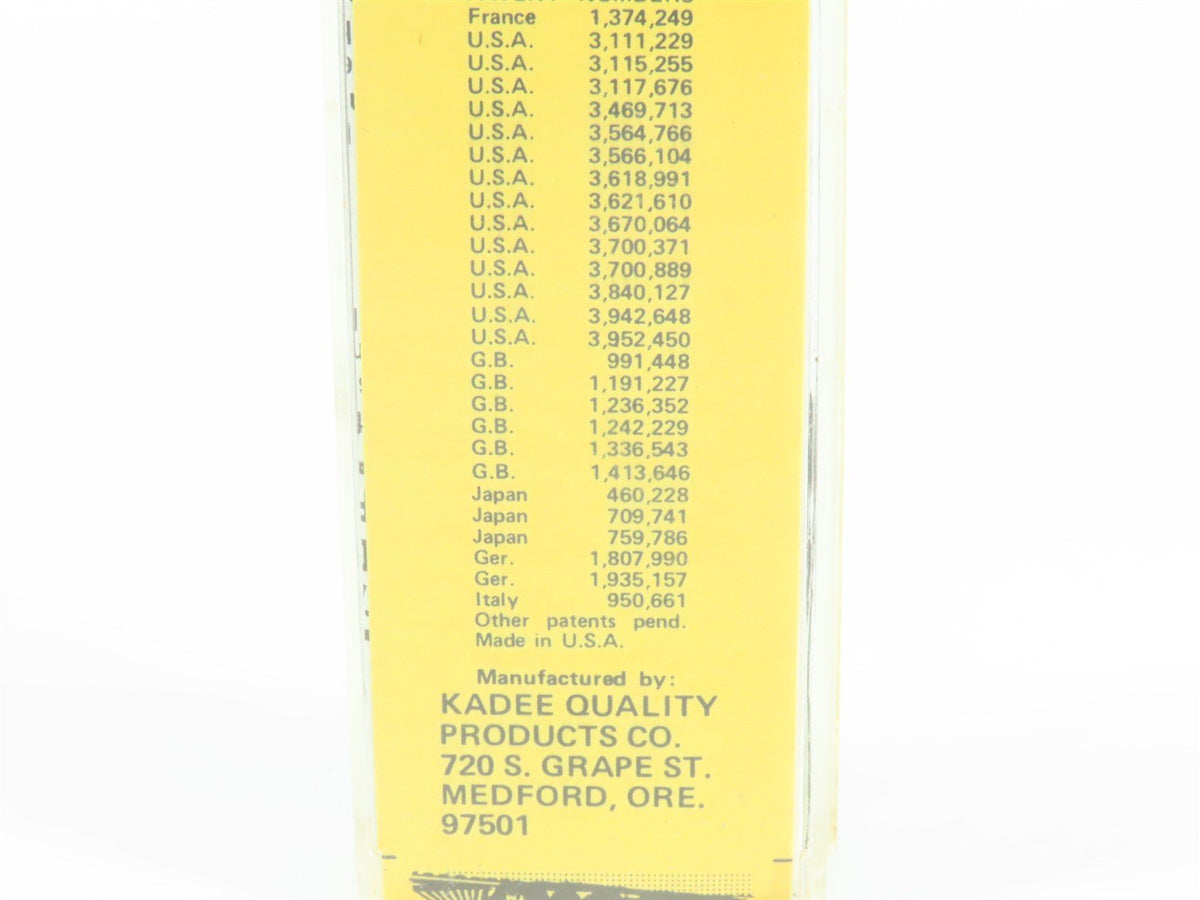 France 1,374,249
U.S.A. 3,111,229
U.S.A. 3,115,255
U.S.A. 3,117,676
U.S.A. 3,469,713
U.S.A. 3,564,766
U.S.A. 3,566,104
U.S.A. 3,618,991
U.S.A. 3,621,610
U.S.A. 3,670,064
U.S.A. 3,700,371
U.S.A. 3,700,889
U.S.A. 3,840,127
U.S.A. 3,942,648
U.S.A. 3,952,450
G.B. 991,448
G.B. 1,191,227
G.B. 1,236,352
G.B. 1,242,229
G.B. 1,336,543
G.B. 1,413,646
Japan 460,228
Japan 709,741
Japan 759,786
Ger. 1,807,990
Ger. 1,935,157
Italy 950,661
Other patents pend.
Made in U.S.A.
Manufactured by:
KADEE QUALITY
PRODUCTS CO.
720 S. GRAPE ST.
MEDFORD, ORE.
97501